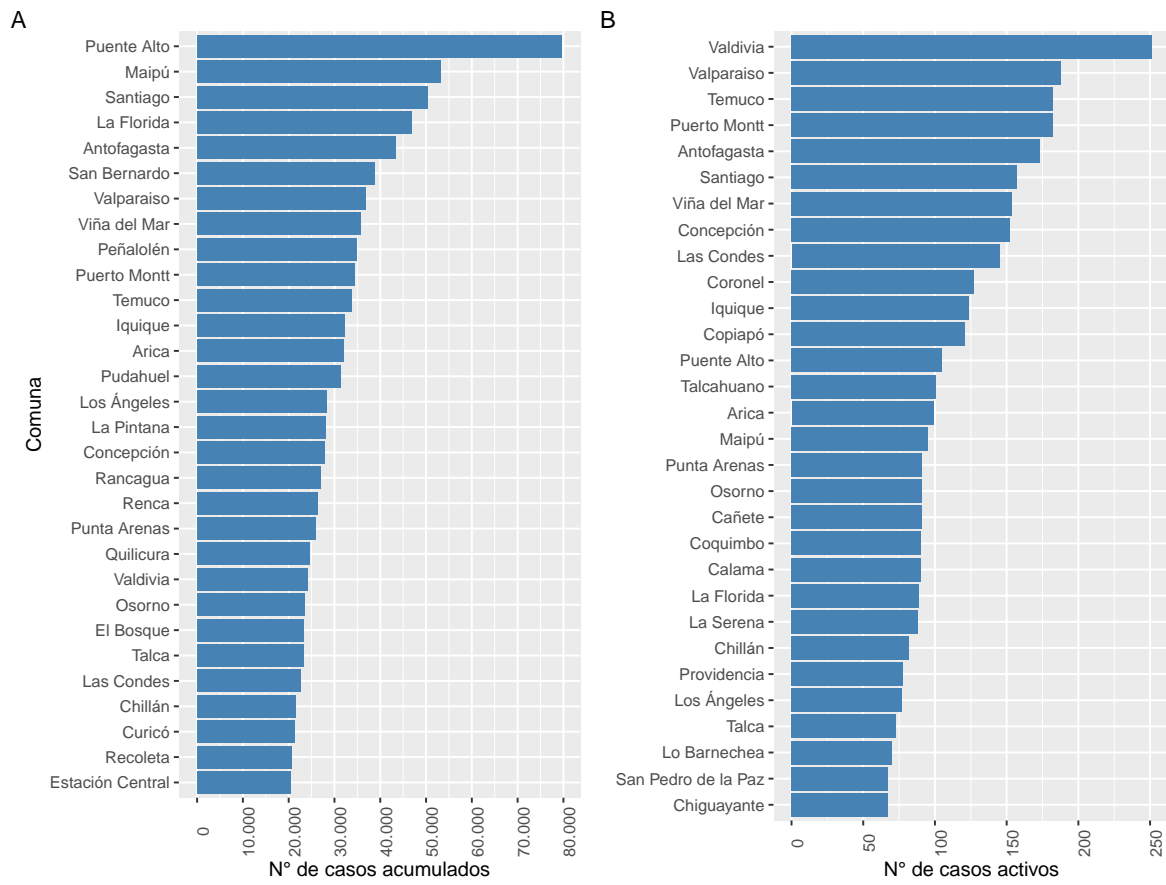 A
Comuna
Puente Alto
Maipú
Santiago
La Florida
Antofagasta
San Bernardo
Valparaiso
Viña del Mar
Peñalolén
Puerto Montt
Temuco
Iquique
Arica
Pudahuel
Los Ángeles
La Pintana
Concepción
Rancagua
Renca
Punta Arenas
Quilicura
Valdivia
Osorno
El Bosque
Talca
Las Condes
Chillán
Curicó
Recoleta
Estación Central
0
10.000
20.000
30.000
40.000
50.000
60.000
70.000
80.000
N° de casos acumulados
B
Valdivia
Valparaiso
Temuco
Puerto Montt
Antofagasta
Santiago
Viña del Mar
Concepción
Las Condes
Coronel
Iquique
Copiapó
Puente Alto
Talcahuano
Arica
Maipú
Punta Arenas
Osorno
Cañete
Coquimbo
Calama
La Florida
La Serena
Chillán
Providencia
Los Ángeles
Talca
Lo Barnechea
San Pedro de la Paz
Chiguayante
0
50
100
150
200
250
N° de casos activos